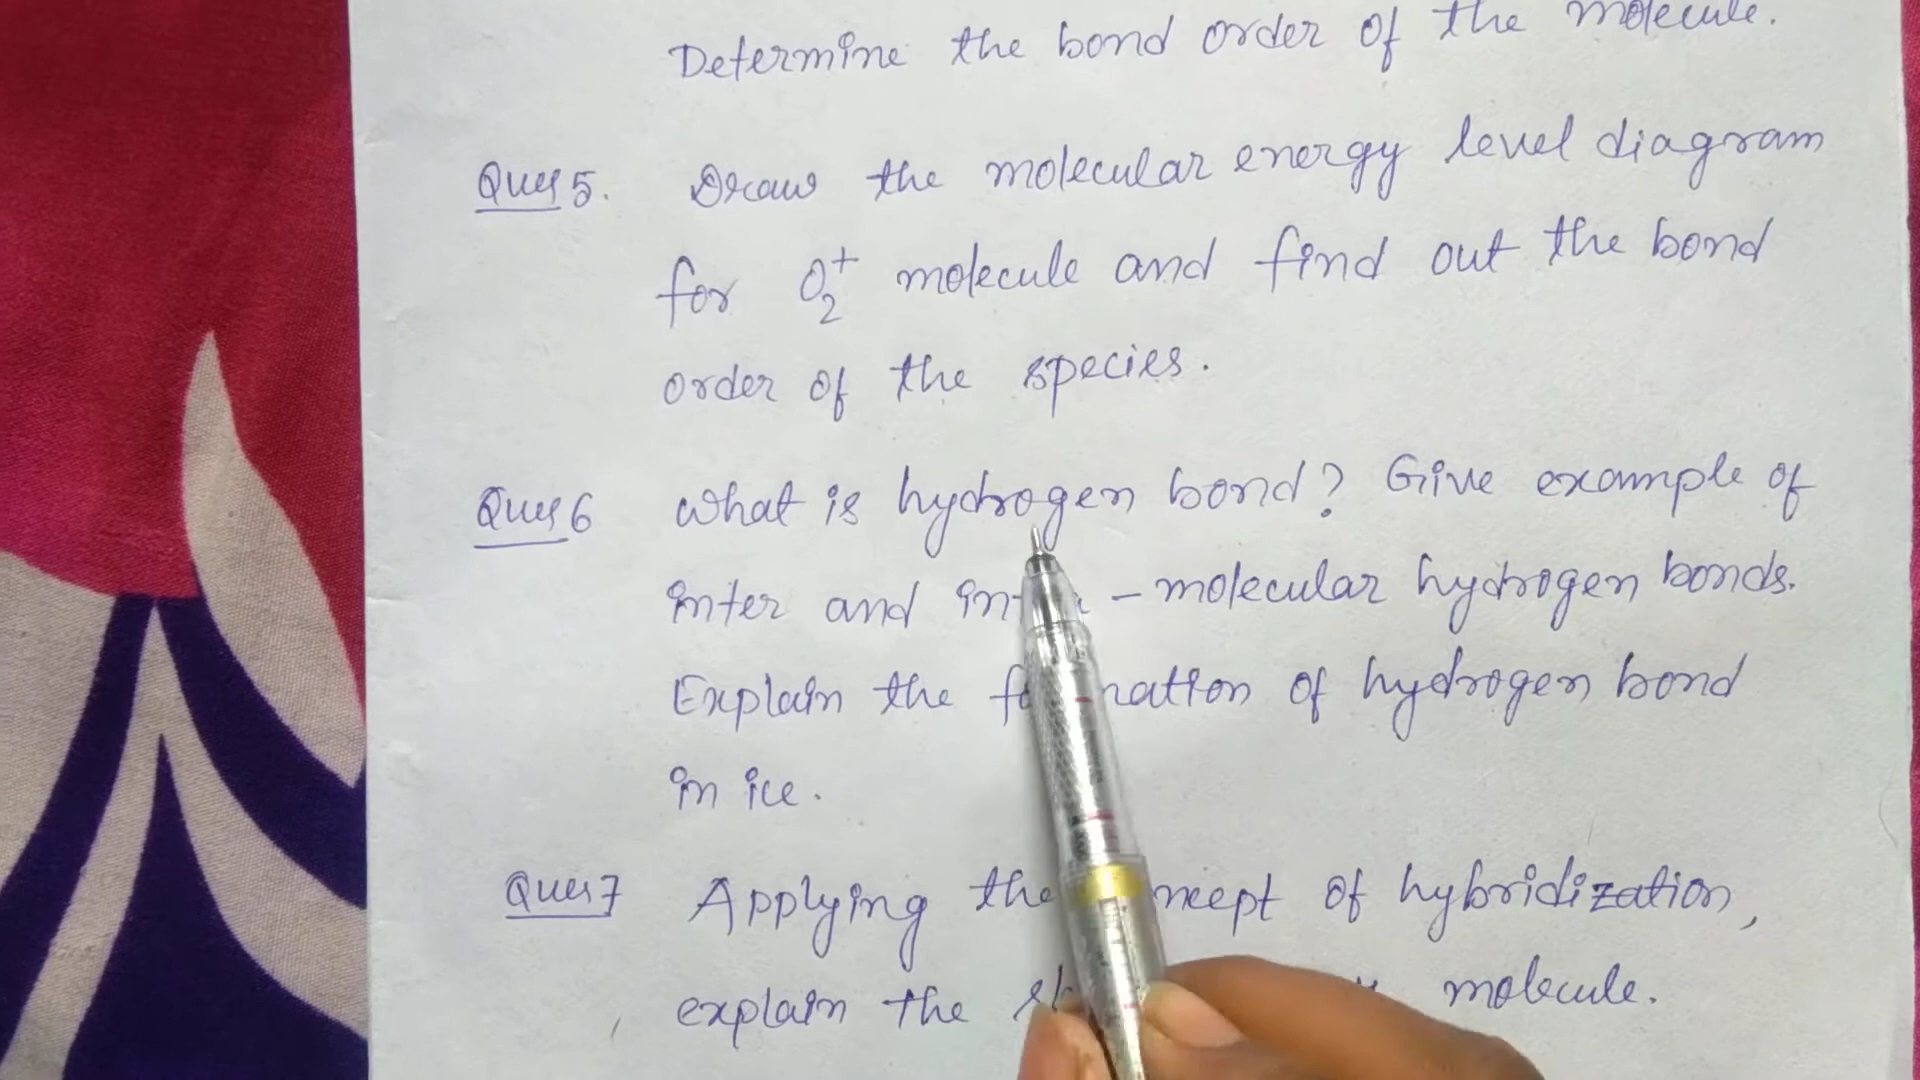 Determine the bond order of the molecule.
Ques 5. Draw the molecular energy level diagram
for O₂⁺ molecule and find out the bond
order of the species.
Ques 6 What is hydrogen bond? Give example of
inter and - molecular hydrogen bonds.
Explain the of hydrogen bond
in ice.
Ques 7 Applying the of hybridization,
explain the molecule.